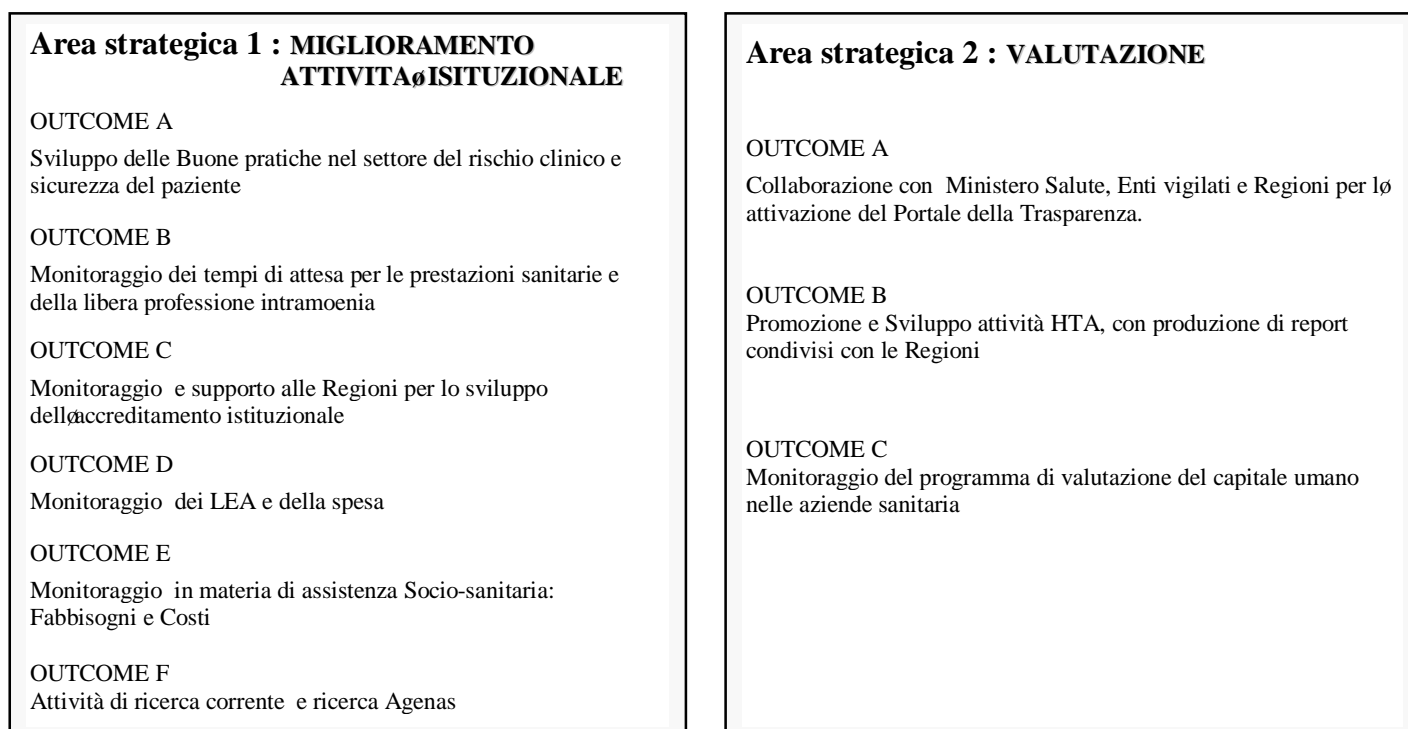 Area strategica 1 : MIGLIORAMENTO
ATTIVITAøISITUZIONALE
OUTCOME A
Sviluppo delle Buone pratiche nel settore del rischio clinico e
sicurezza del paziente
OUTCOME B
Monitoraggio dei tempi di attesa per le prestazioni sanitarie e
della libera professione intramoenia
OUTCOME C
Monitoraggio e supporto alle Regioni per lo sviluppo
delløaccreditamento istituzionale
OUTCOME D
Monitoraggio dei LEA e della spesa
OUTCOME E
Monitoraggio in materia di assistenza Socio-sanitaria:
Fabbisogni e Costi
OUTCOME F
Attività di ricerca corrente e ricerca Agenas
Area strategica 2 : VALUTAZIONE
OUTCOME A
Collaborazione con Ministero Salute, Enti vigilati e Regioni per lø
attivazione del Portale della Trasparenza.
OUTCOME B
Promozione e Sviluppo attività HTA, con produzione di report
condivisi con le Regioni
OUTCOME C
Monitoraggio del programma di valutazione del capitale umano
nelle aziende sanitaria